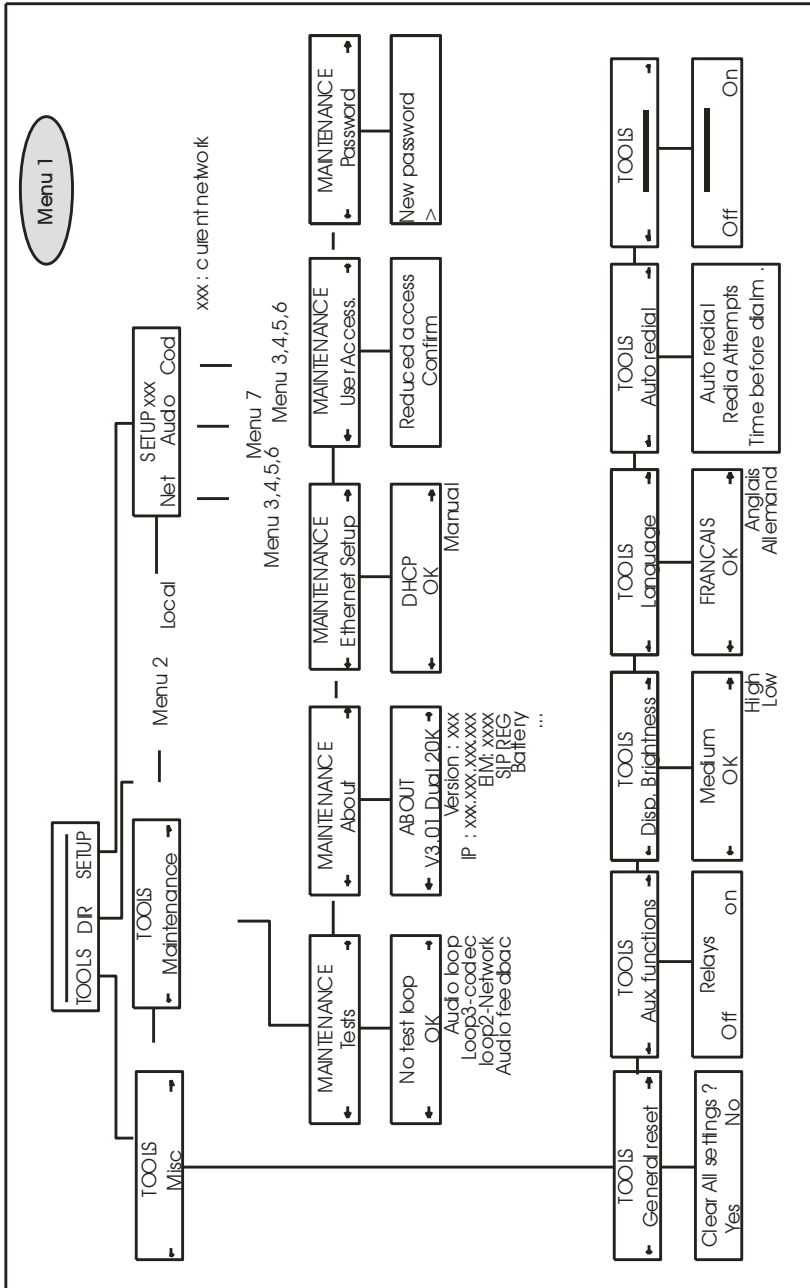 Menu 1
TOOLS DIR SETUP
TOOLS
Misc
TOOLS
Maintenance
Menu 2
Local
SETUP xxx
Net Audio Cod
xxx : curent network
Menu 3,4,5,6
Menu 7
Menu 3,4,5,6
MAINTENANCE
Tests
No test loop
OK
Audio loop
Loop3-codec
loop2-Network
Audio feedbac
MAINTENANCE
About
ABOUT
V3.01 Dual 20K
Version : xxx
IP : xxx.xxx.xxx.xxx
EIM: xxxx
SIP REG
Battery
...
MAINTENANCE
Ethernet Setup
DHCP
OK
Manual
MAINTENANCE
User Access.
Reduced access
Confirm
MAINTENANCE
Password
New password
>
TOOLS
General reset
Clear All settings ?
Yes No
TOOLS
Aux. functions
Relays
Off on
TOOLS
Disp. Brightness
Medium
OK
High
Low
TOOLS
Language
FRANCAIS
OK
Anglais
Allemand
TOOLS
Auto redial
Auto redial
Redia Attempts
Time before dialm .
TOOLS
Off On